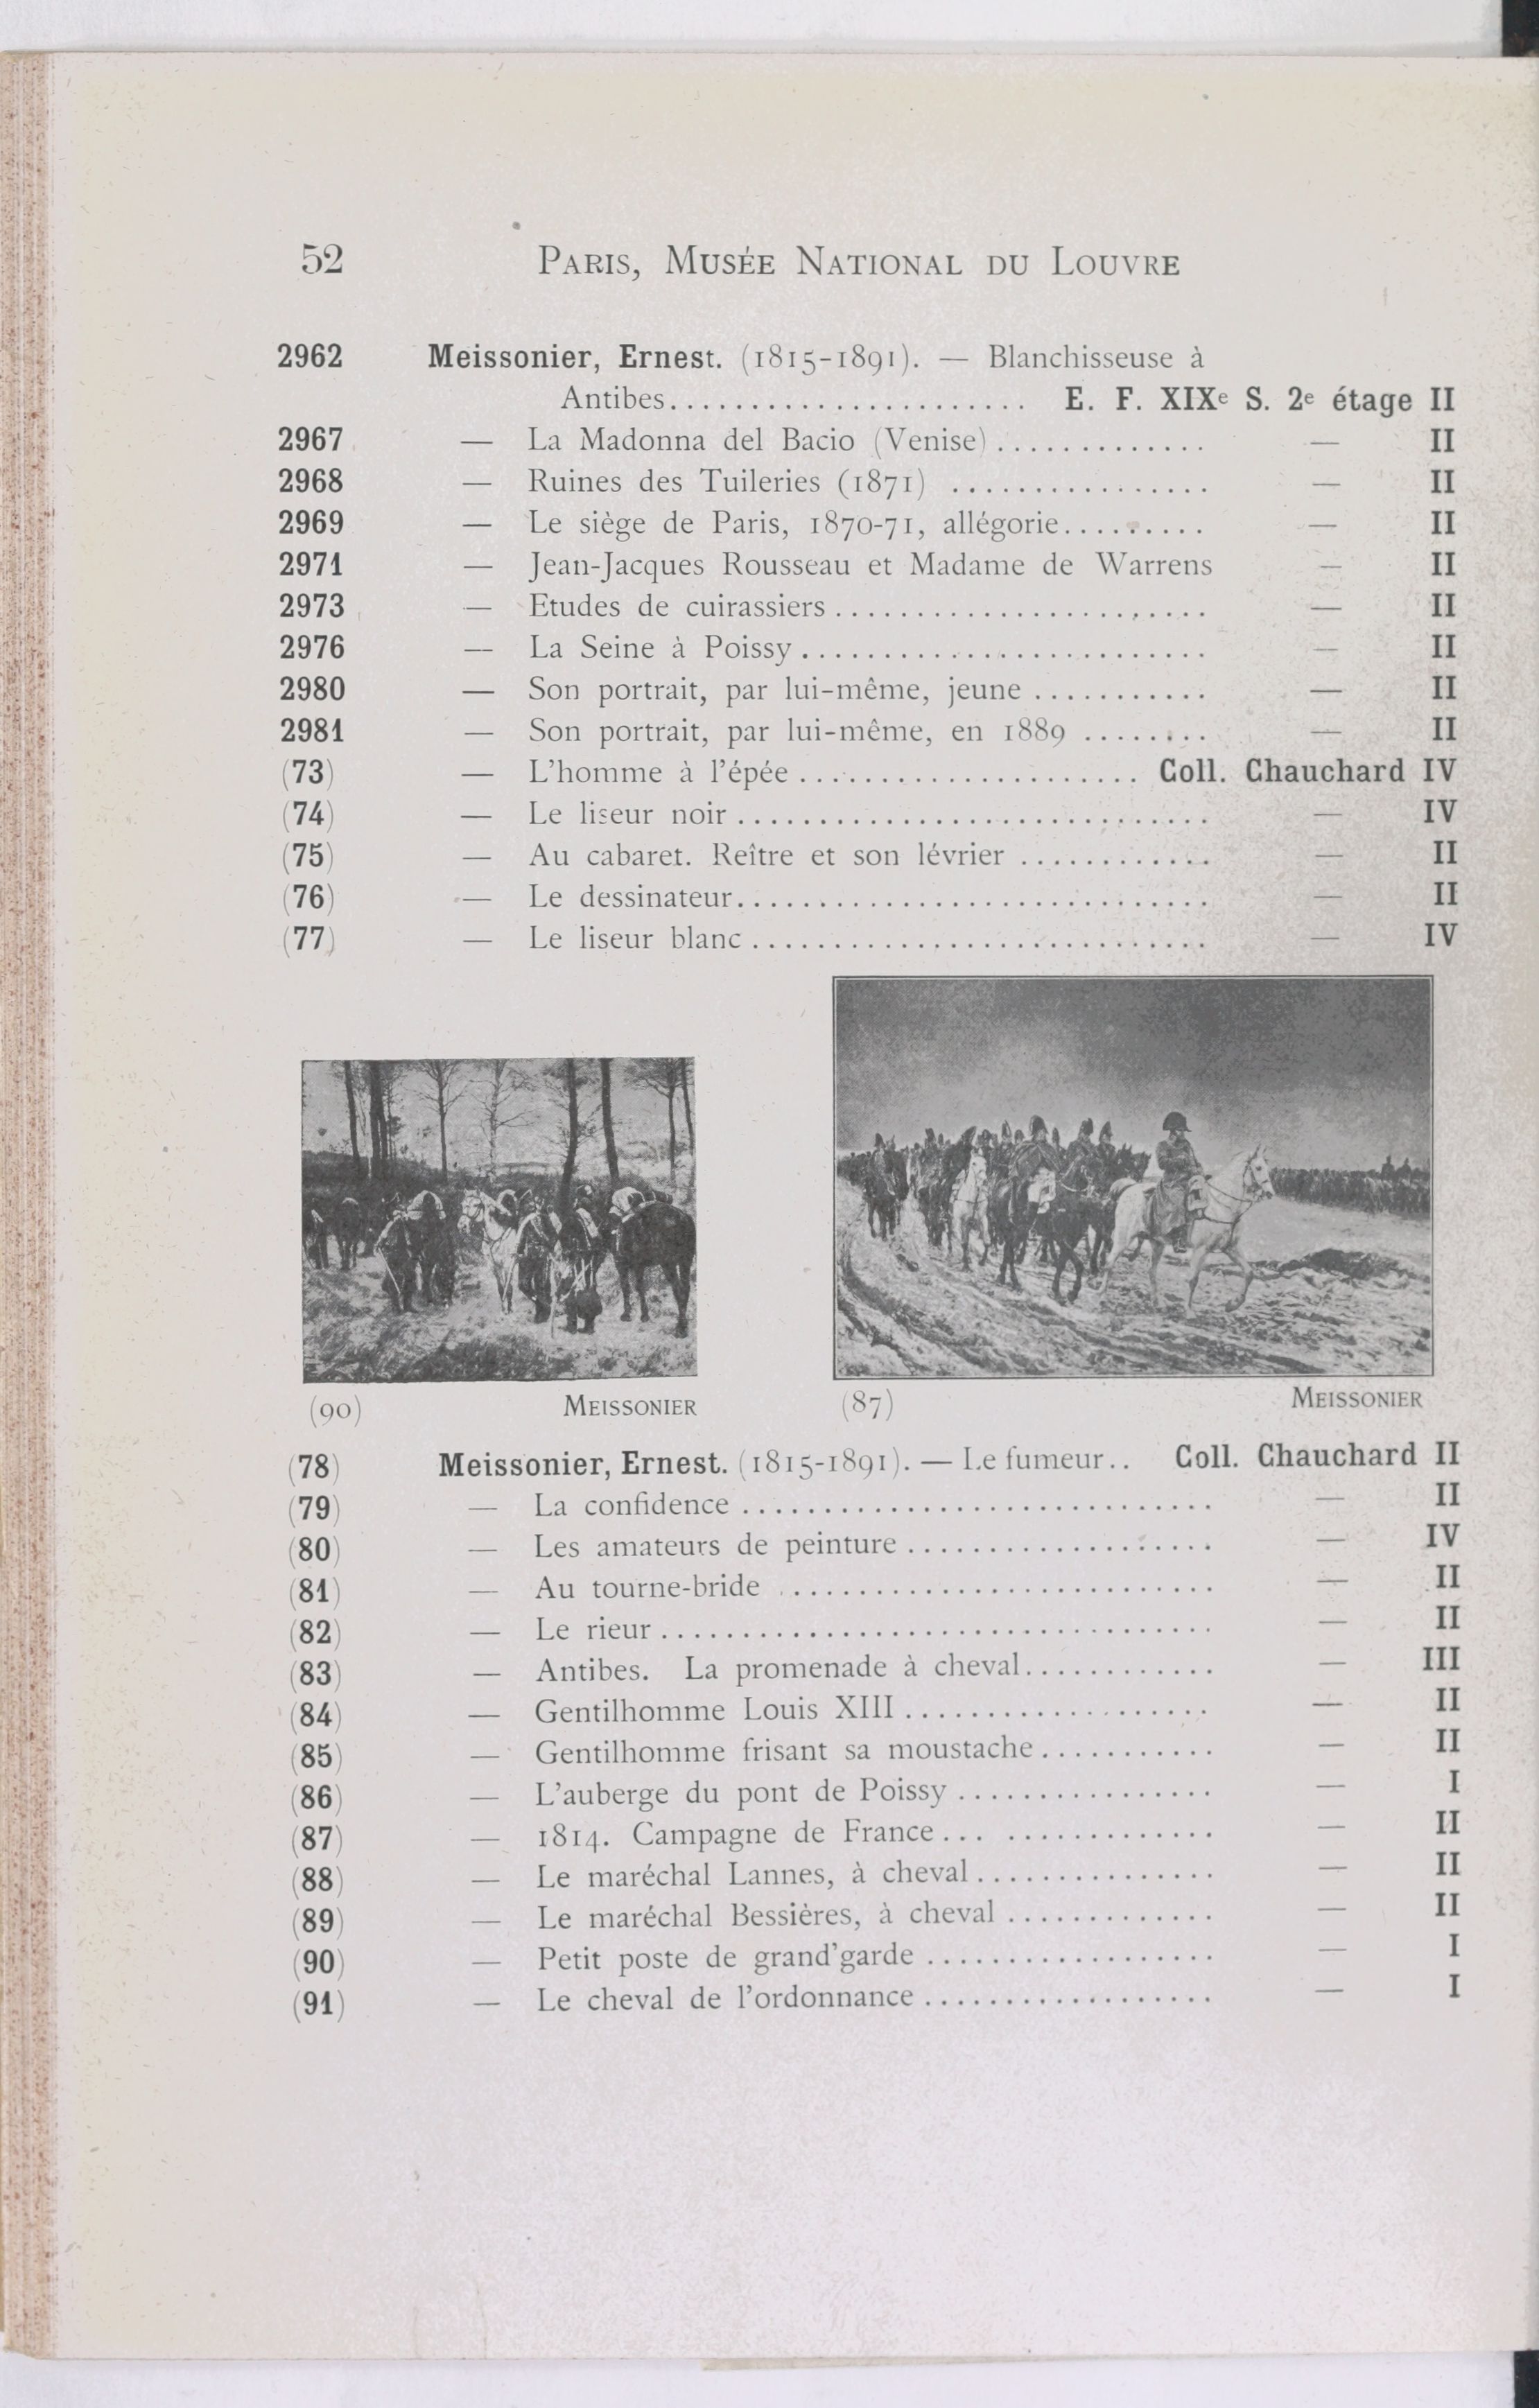 52 PARIS, MUSÉE NATIONAL DU LOUVRE
2962 Meissonier, Ernest. (1815-1891). — Blanchisseuse à
Antibes...................... E. F. XIXe S. 2e étage II
2967 — La Madonna del Bacio (Venise)............. — II
2968 — Ruines des Tuileries (1871) ................ — II
2969 — Le siège de Paris, 1870-71, allégorie......... — II
2971 — Jean-Jacques Rousseau et Madame de Warrens — II
2973 — Etudes de cuirassiers....................... — II
2976 — La Seine à Poissy......................... — II
2980 — Son portrait, par lui-même, jeune ........... — II
2981 — Son portrait, par lui-même, en 1889 ........ — II
(73) — L'homme à l'épée..................... Coll. Chauchard IV
(74) — Le liseur noir............................. — IV
(75) — Au cabaret. Reître et son lévrier ............ — II
(76) — Le dessinateur............................. — II
(77) — Le liseur blanc............................ — IV
(90) MEISSONIER
(87) MEISSONIER
(78) Meissonier, Ernest. (1815-1891). — Le fumeur.. Coll. Chauchard II
(79) — La confidence ............................. — II
(80) — Les amateurs de peinture ................... — IV
(81) — Au tourne-bride ........................... — II
(82) — Le rieur.................................. — II
(83) — Antibes. La promenade à cheval............ — III
(84) — Gentilhomme Louis XIII ................... — II
(85) — Gentilhomme frisant sa moustache........... — II
(86) — L'auberge du pont de Poissy ................ — I
(87) — 1814. Campagne de France... ............. — II
(88) — Le maréchal Lannes, à cheval............... — II
(89) — Le maréchal Bessières, à cheval ............. — II
(90) — Petit poste de grand'garde .................. — I
(91) — Le cheval de l'ordonnance .................. — I